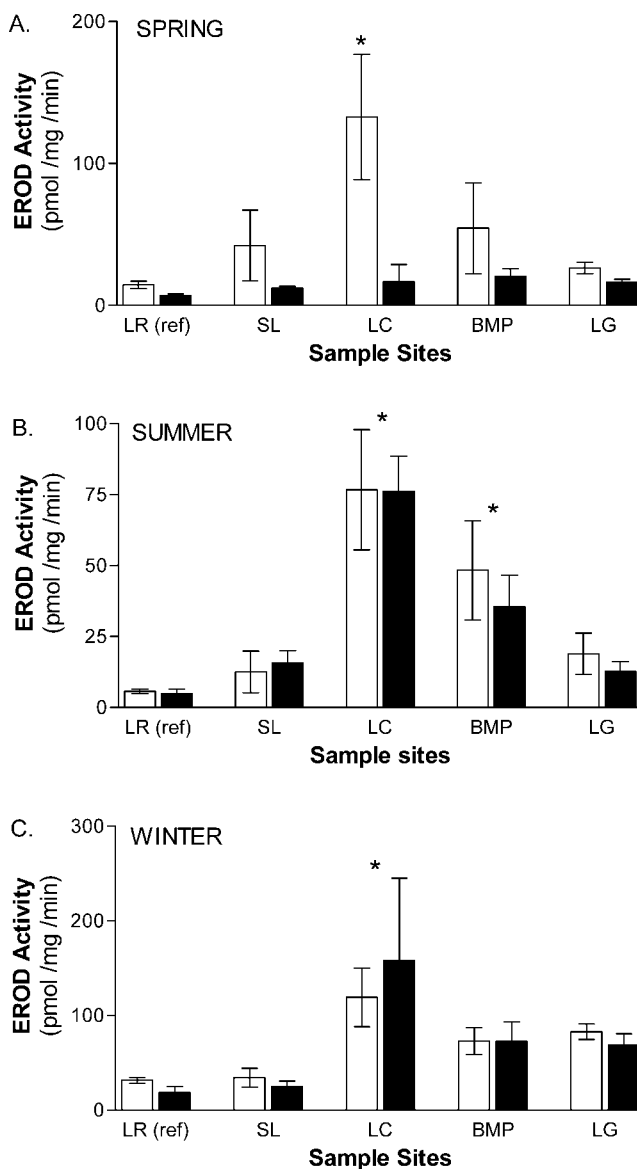 A. SPRING
200
*
100
0
EROD Activity
(pmol /mg /min)
LR (ref) SL LC BMP LG
Sample Sites
B. SUMMER
100
*
75
*
50
25
0
EROD Activity
(pmol /mg /min)
LR (ref) SL LC BMP LG
Sample sites
C. WINTER
300
*
200
100
0
EROD Activity
(pmol /mg /min)
LR (ref) SL LC BMP LG
Sample Sites